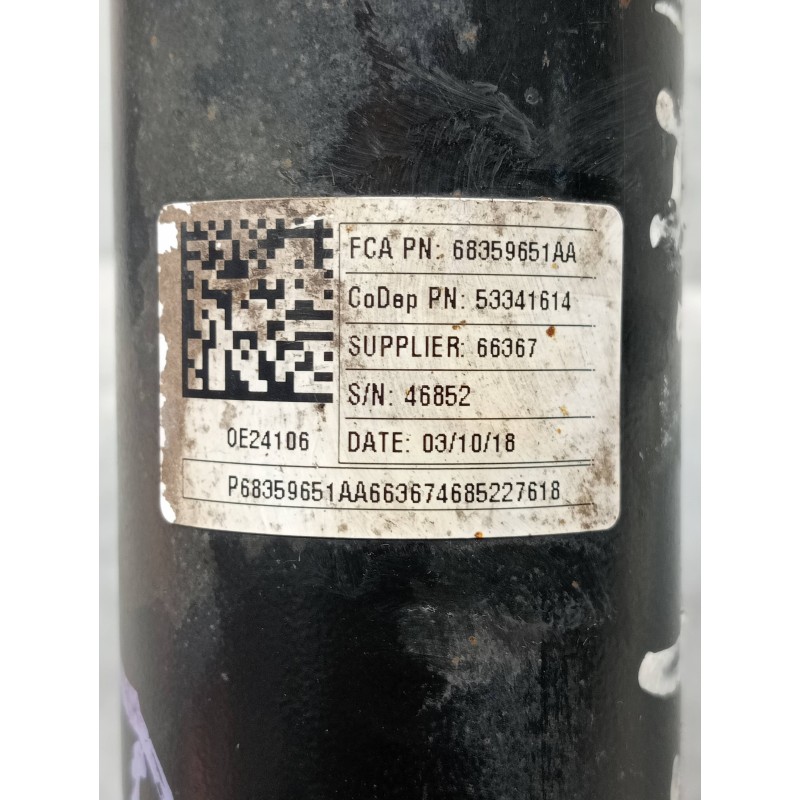 FCA PN: 68359651AA
CoDep PN: 53341614
SUPPLIER: 66367
S/N: 46852
0E24106
DATE: 03/10/18
P68359651AA663674685227618